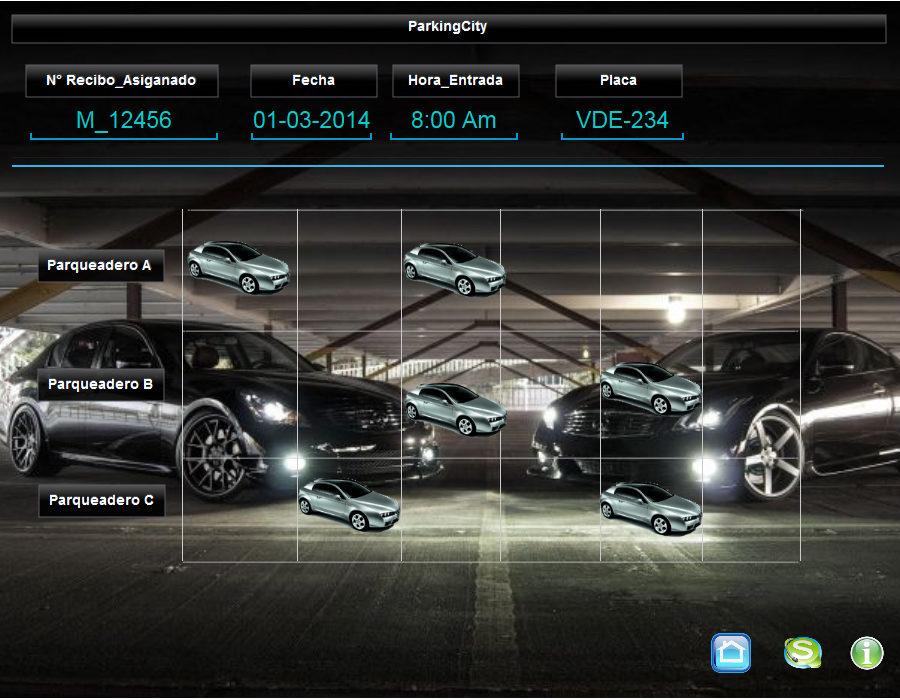 ParkingCity
N° Recibo_Asiganado Fecha Hora_Entrada Placa
M_12456 01-03-2014 8:00 Am VDE-234
Parqueadero A
Parqueadero B
Parqueadero C